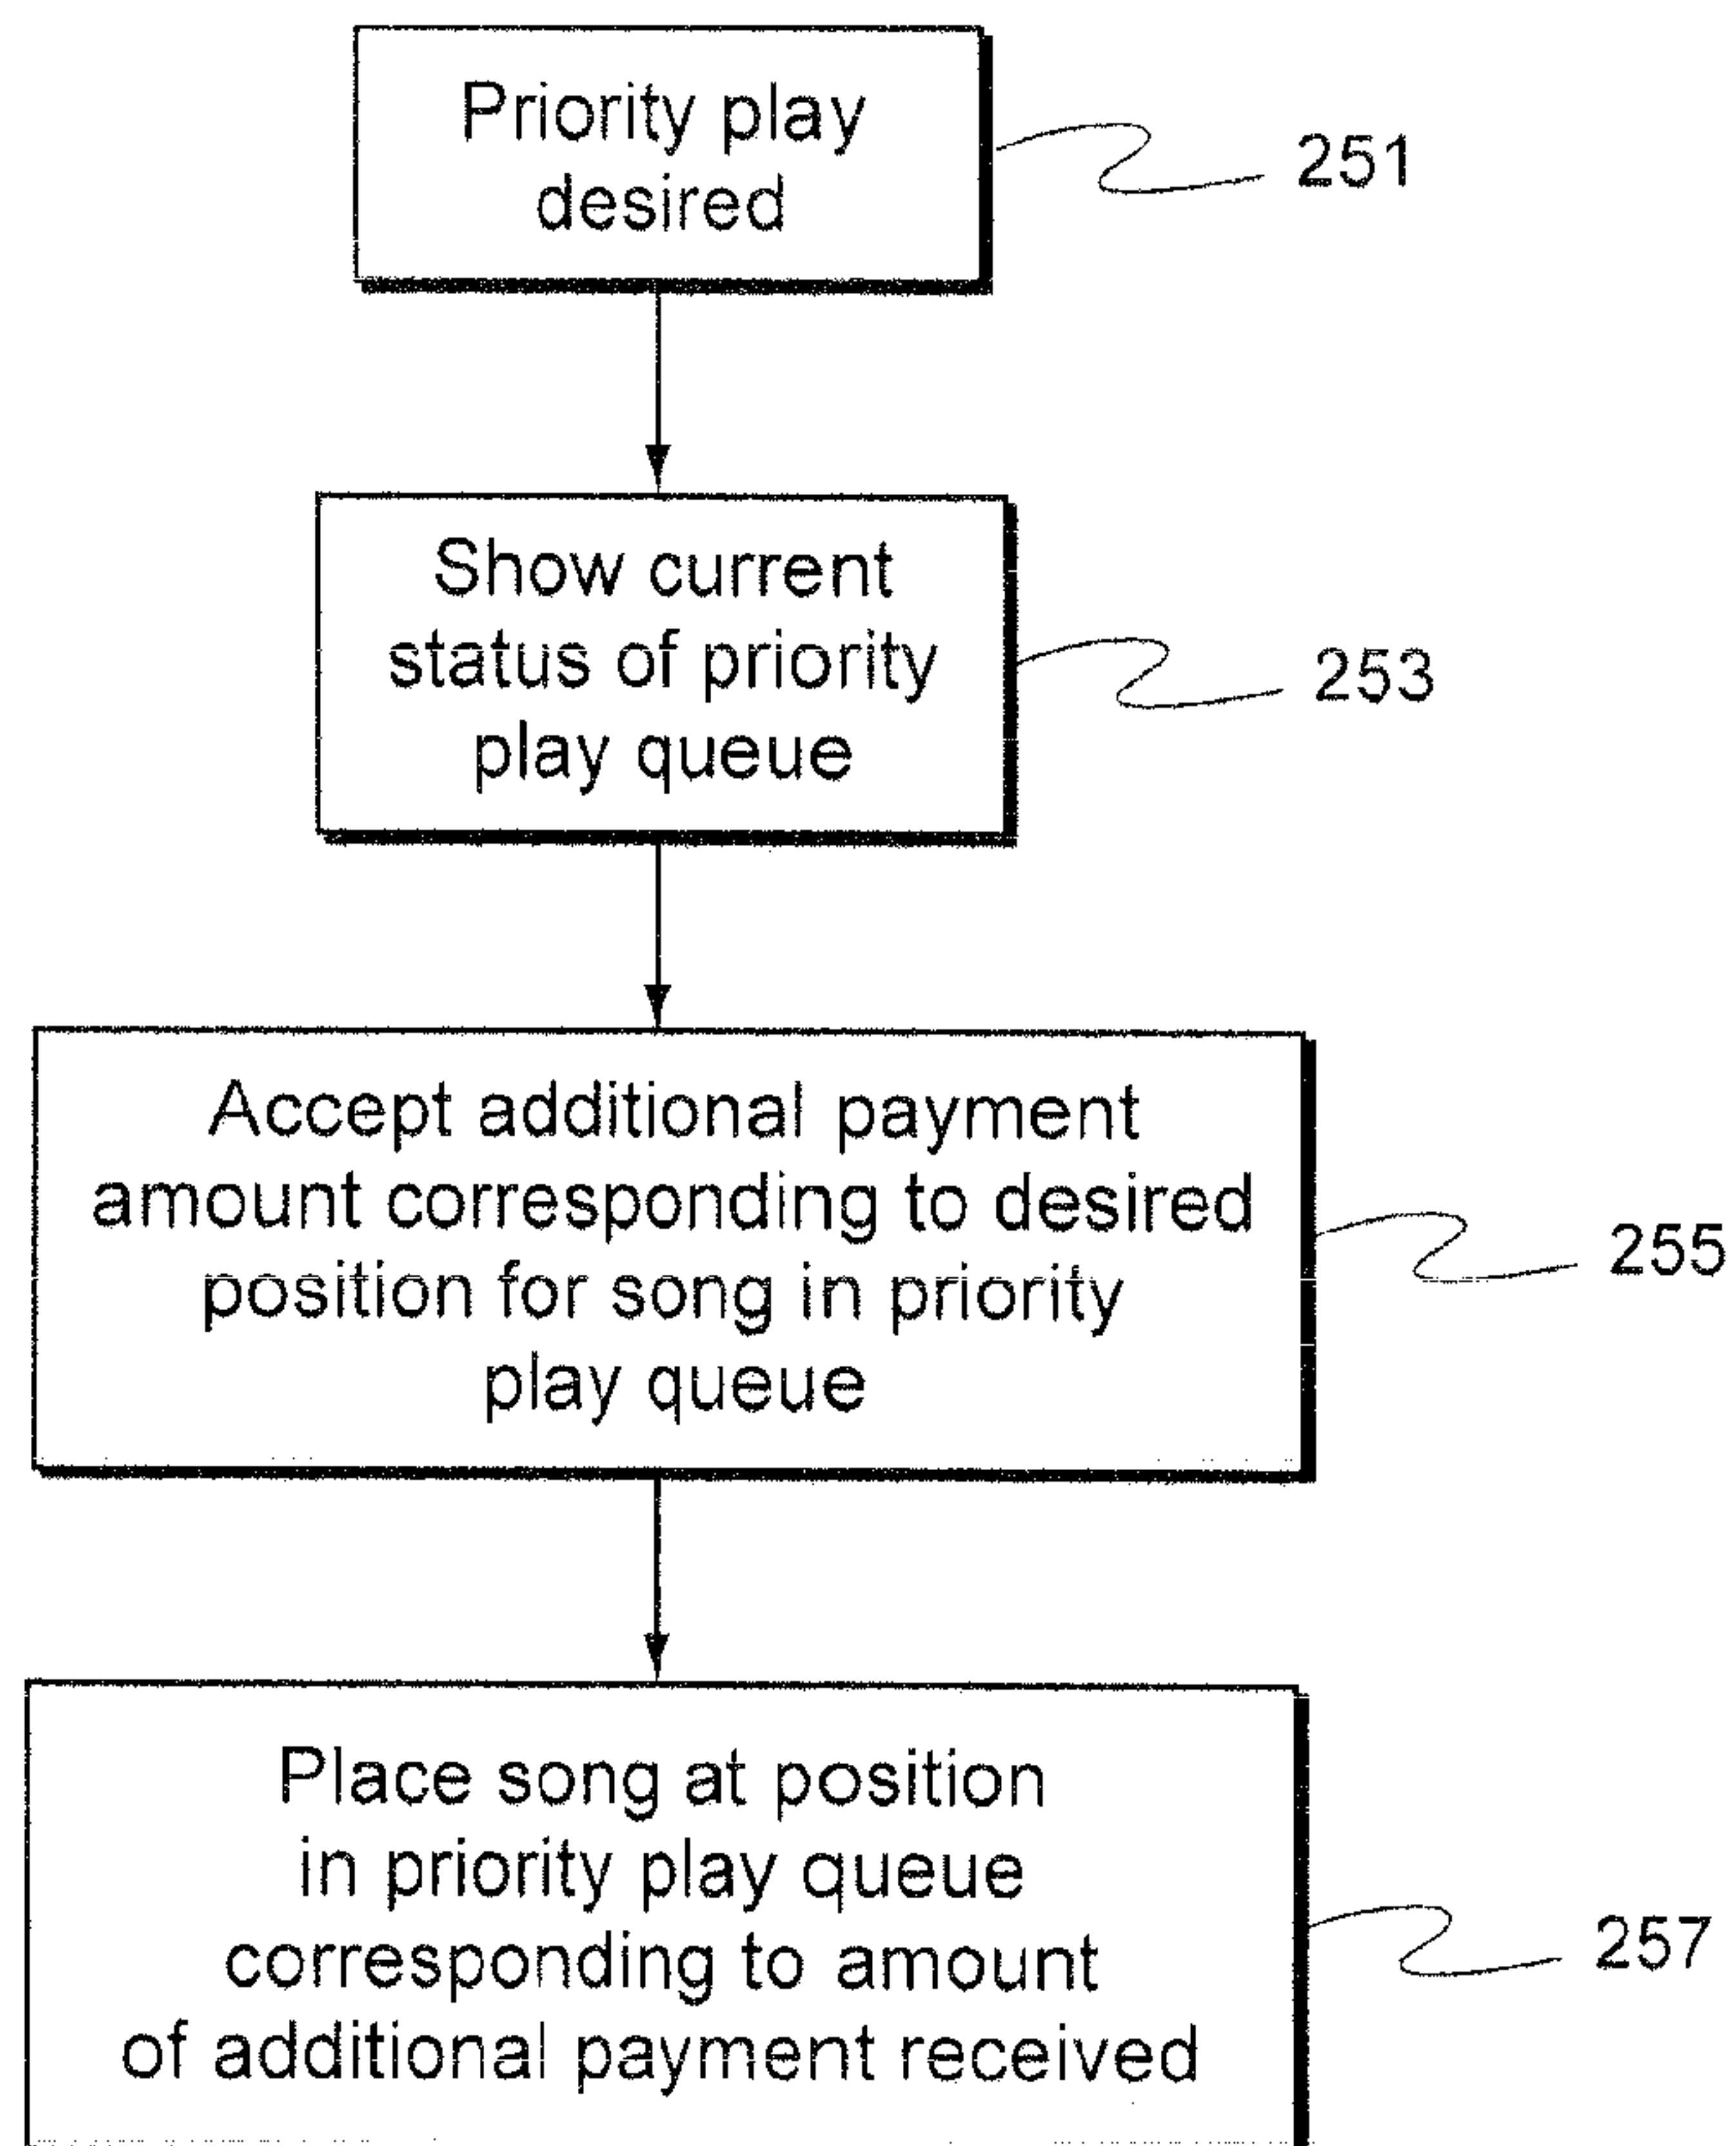 Priority play
desired
251
Show current
status of priority
play queue
253
Accept additional payment
amount corresponding to desired
position for song in priority
play queue
255
Place song at position
in priority play queue
corresponding to amount
of additional payment received
257